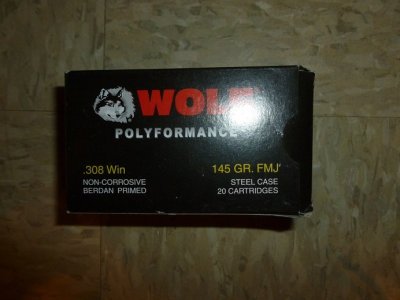 WOLF
POLYFORMANCE
.308 Win
145 GR. FMJ'
NON-CORROSIVE
STEEL CASE
BERDAN PRIMED
20 CARTRIDGES